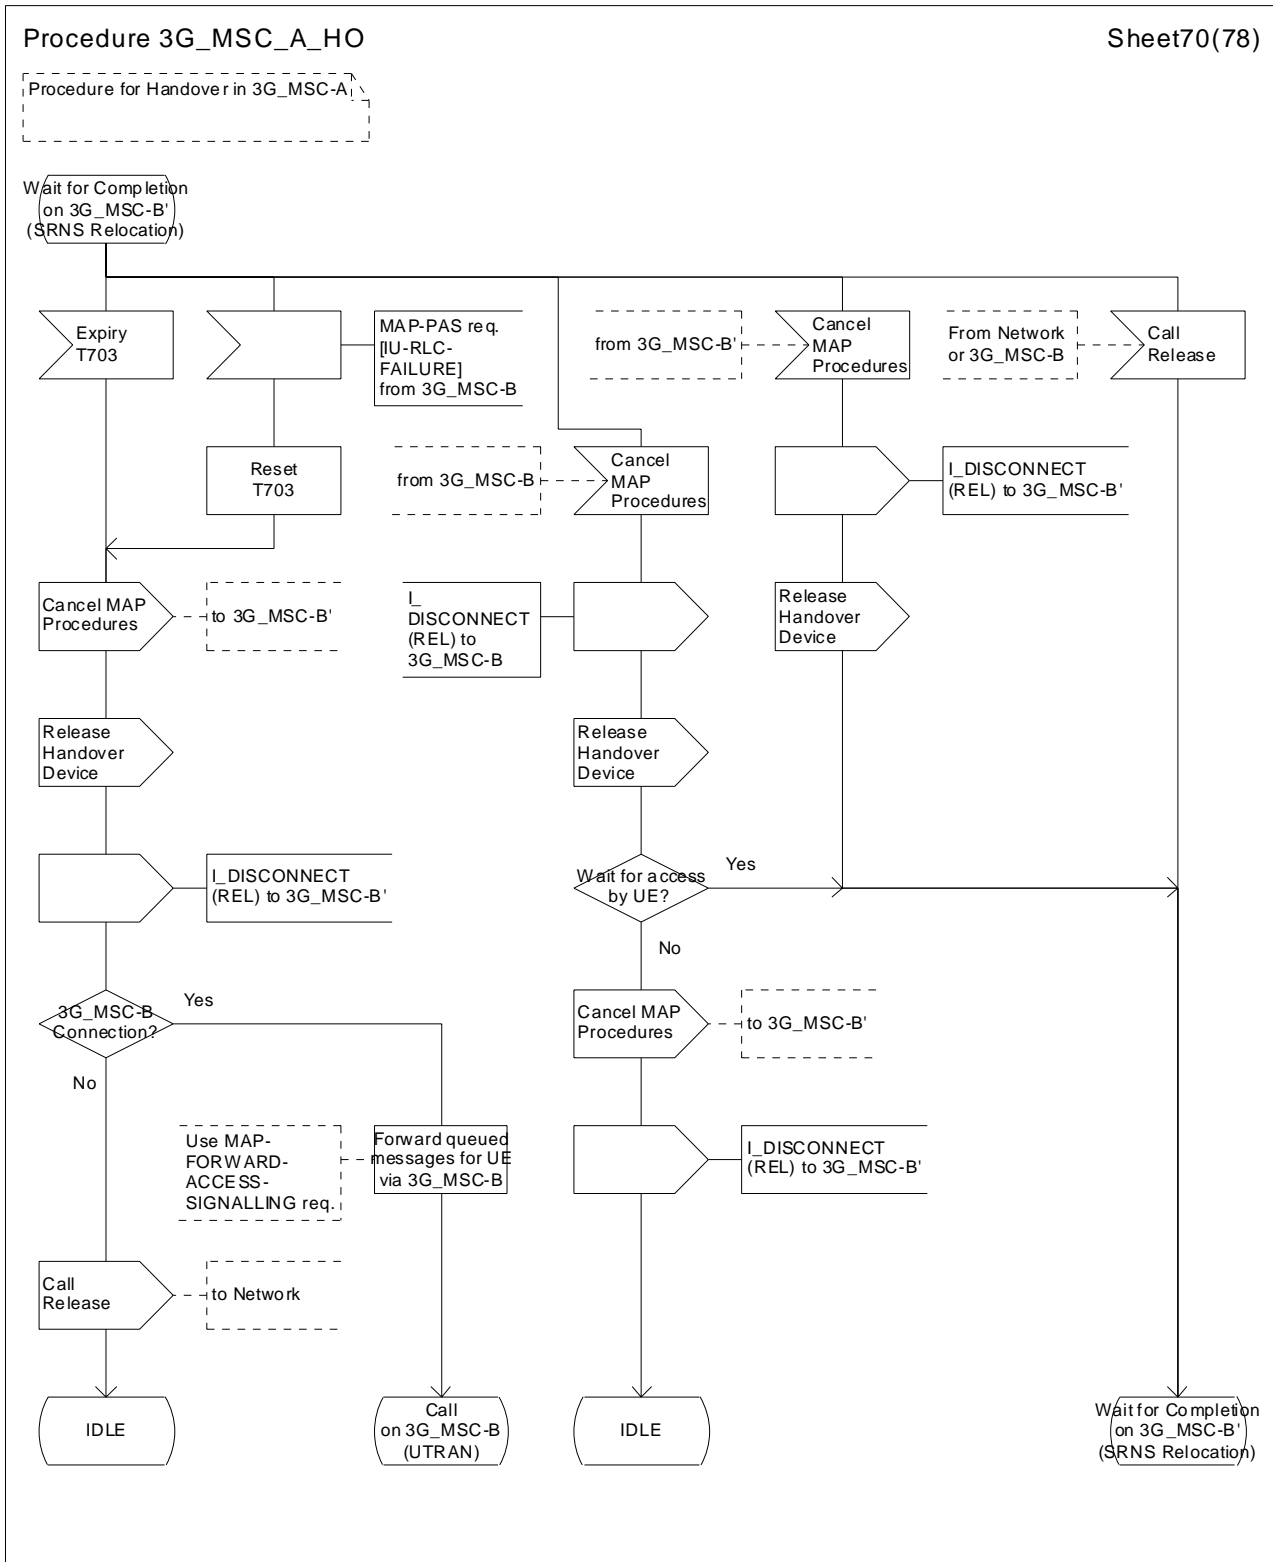 Procedure 3G_MSC_A_HO
Sheet70(78)
Procedure for Handover in 3G_MSC-A
Wait for Completion
on 3G_MSC-B'
(SRNS Relocation)
Expiry
T703
MAP-PAS req.
[IU-RLC-
FAILURE]
from 3G_MSC-B
from 3G_MSC-B'
Cancel
MAP
Procedures
From Network
or 3G_MSC-B
Call
Release
Reset
T703
from 3G_MSC-B
Cancel
MAP
Procedures
I_DISCONNECT
(REL) to 3G_MSC-B'
Cancel MAP
Procedures
to 3G_MSC-B'
I_
DISCONNECT
(REL) to
3G_MSC-B
Release
Handover
Device
Release
Handover
Device
Release
Handover
Device
I_DISCONNECT
(REL) to 3G_MSC-B'
Wait for access
by UE?
Yes
No
3G_MSC-B
Connection?
Yes
No
Cancel MAP
Procedures
to 3G_MSC-B'
Use MAP-
FORWARD-
ACCESS-
SIGNALLING req.
Forward queued
messages for UE
via 3G_MSC-B
I_DISCONNECT
(REL) to 3G_MSC-B'
Call
Release
to Network
IDLE
Call
on 3G_MSC-B
(UTRAN)
IDLE
Wait for Completion
on 3G_MSC-B'
(SRNS Relocation)